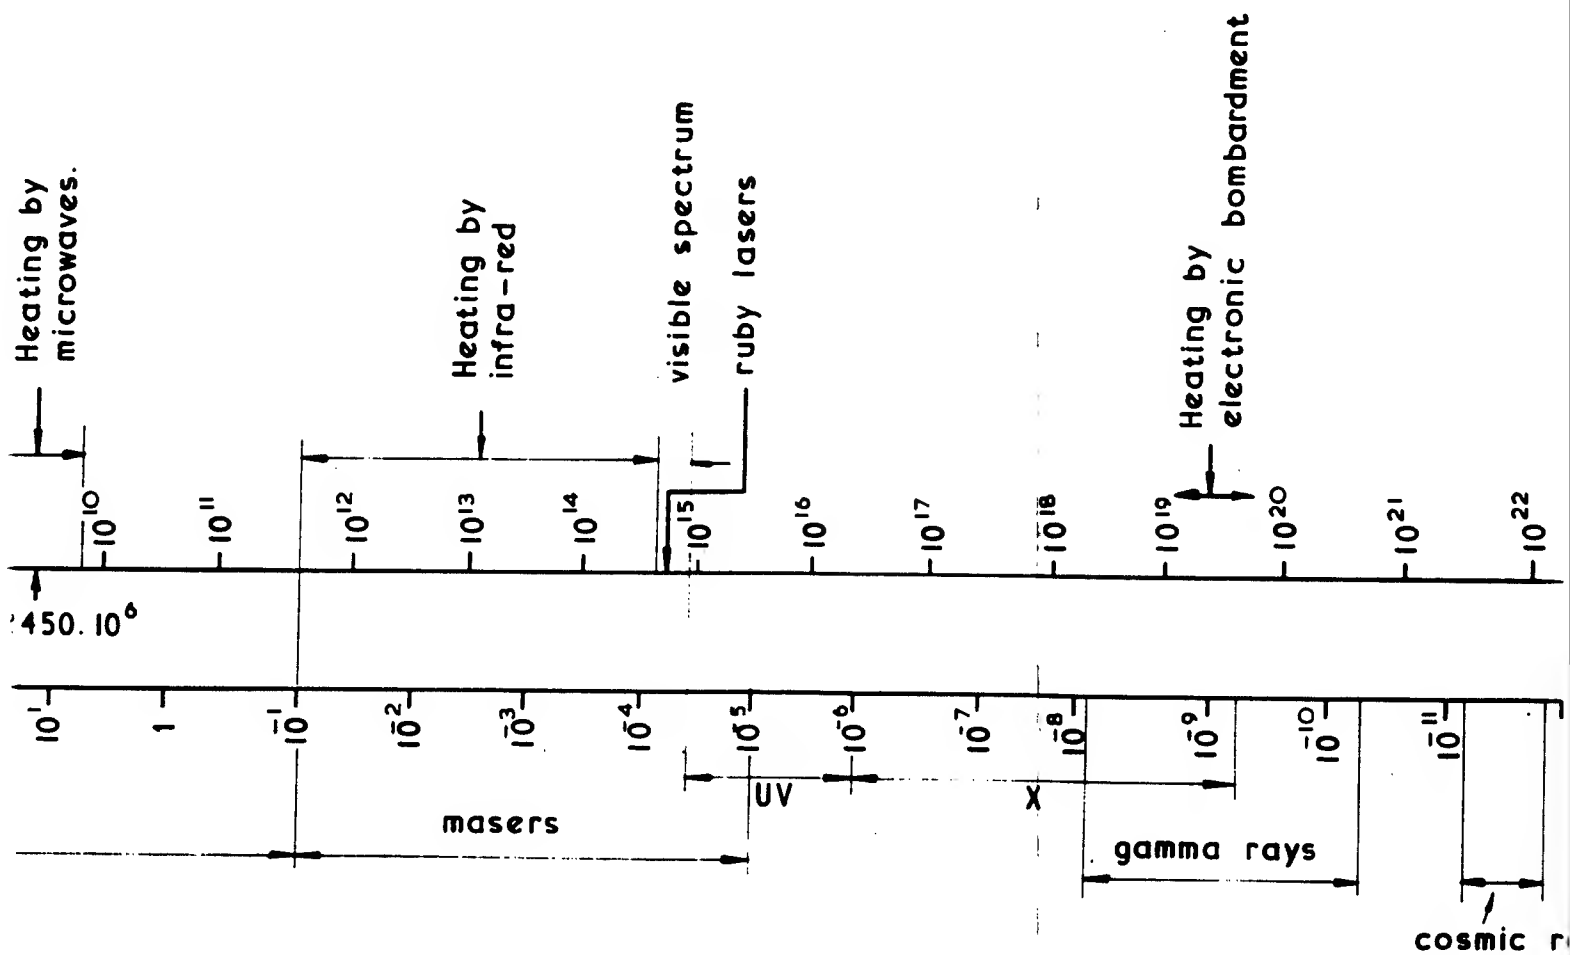 Heating by
microwaves.
Heating by
infra-red
visible spectrum
ruby lasers
Heating by
electronic bombardment
10^10
10^11
10^12
10^13
10^14
10^15
10^16
10^17
10^18
10^19
10^20
10^21
10^22
450.10^6
10^1
1
10^-1
10^-2
10^-3
10^-4
10^-5
10^-6
10^-7
10^-8
10^-9
10^-10
10^-11
UV
X
masers
gamma rays
cosmic